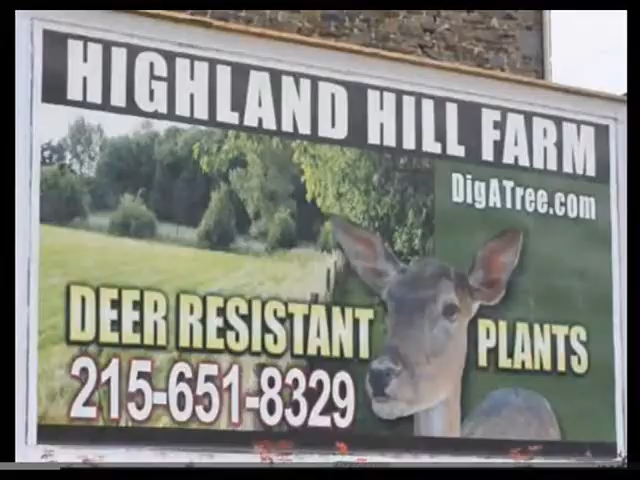 HIGHLAND HILL FARM
DigATree.com
DEER RESISTANT PLANTS
215-651-8329